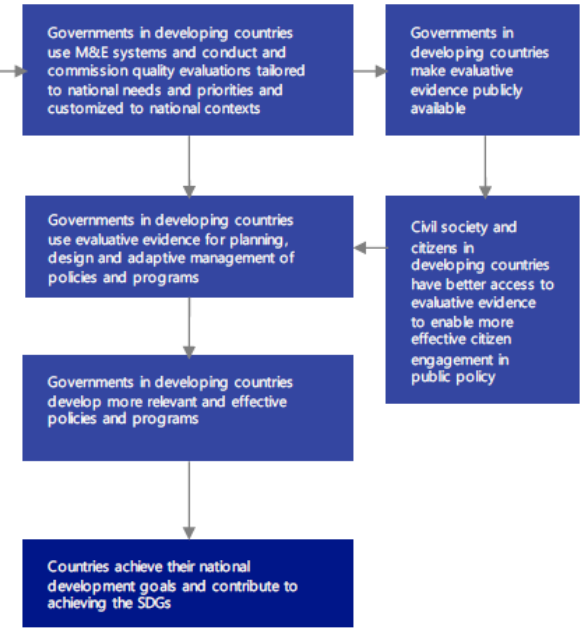 Governments in developing countries
use M&E systems and conduct and
commission quality evaluations tailored
to national needs and priorities and
customized to national contexts
Governments in
developing countries
make evaluative
evidence publicly
available
Governments in developing countries
use evaluative evidence for planning,
design and adaptive management of
policies and programs
Civil society and
citizens in
developing countries
have better access to
evaluative evidence
to enable more
effective citizen
engagement in
public policy
Governments in developing countries
develop more relevant and effective
policies and programs
Countries achieve their national
development goals and contribute to
achieving the SDGs